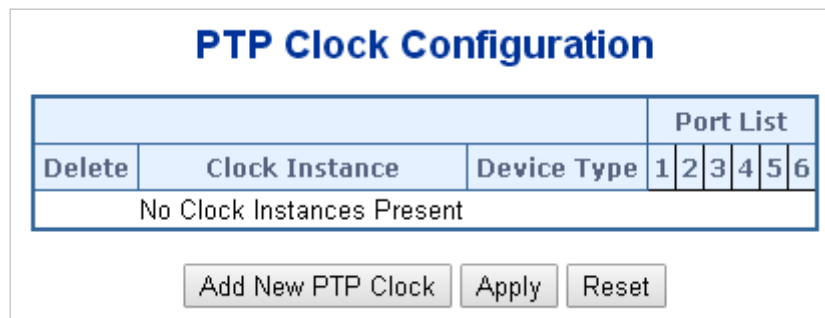 PTP Clock Configuration
Port List
Delete Clock Instance Device Type 1 2 3 4 5 6
No Clock Instances Present
Add New PTP Clock Apply Reset